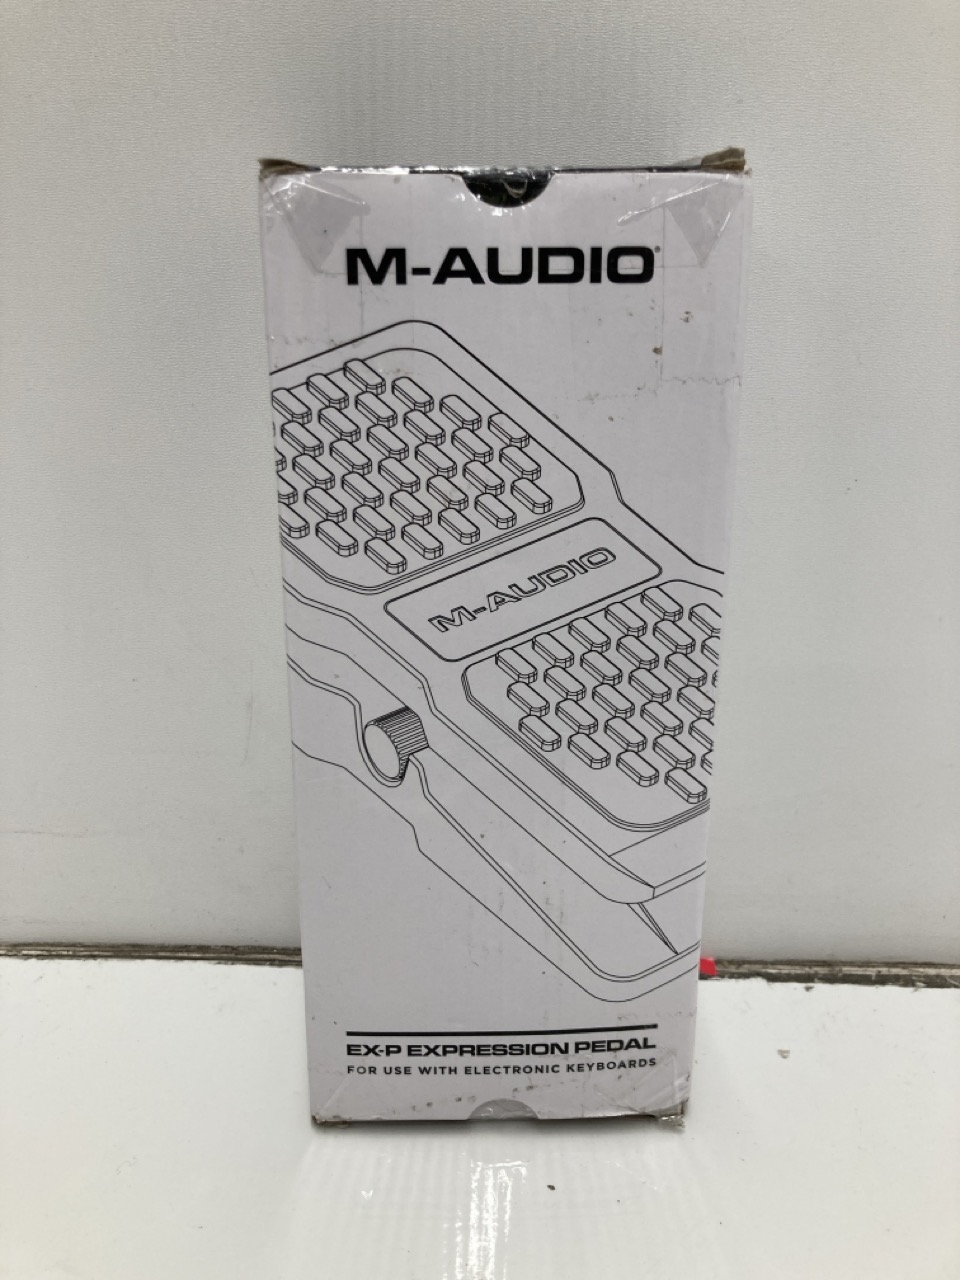 M-AUDIO®
M-AUDIO
EX-P EXPRESSION PEDAL
FOR USE WITH ELECTRONIC KEYBOARDS